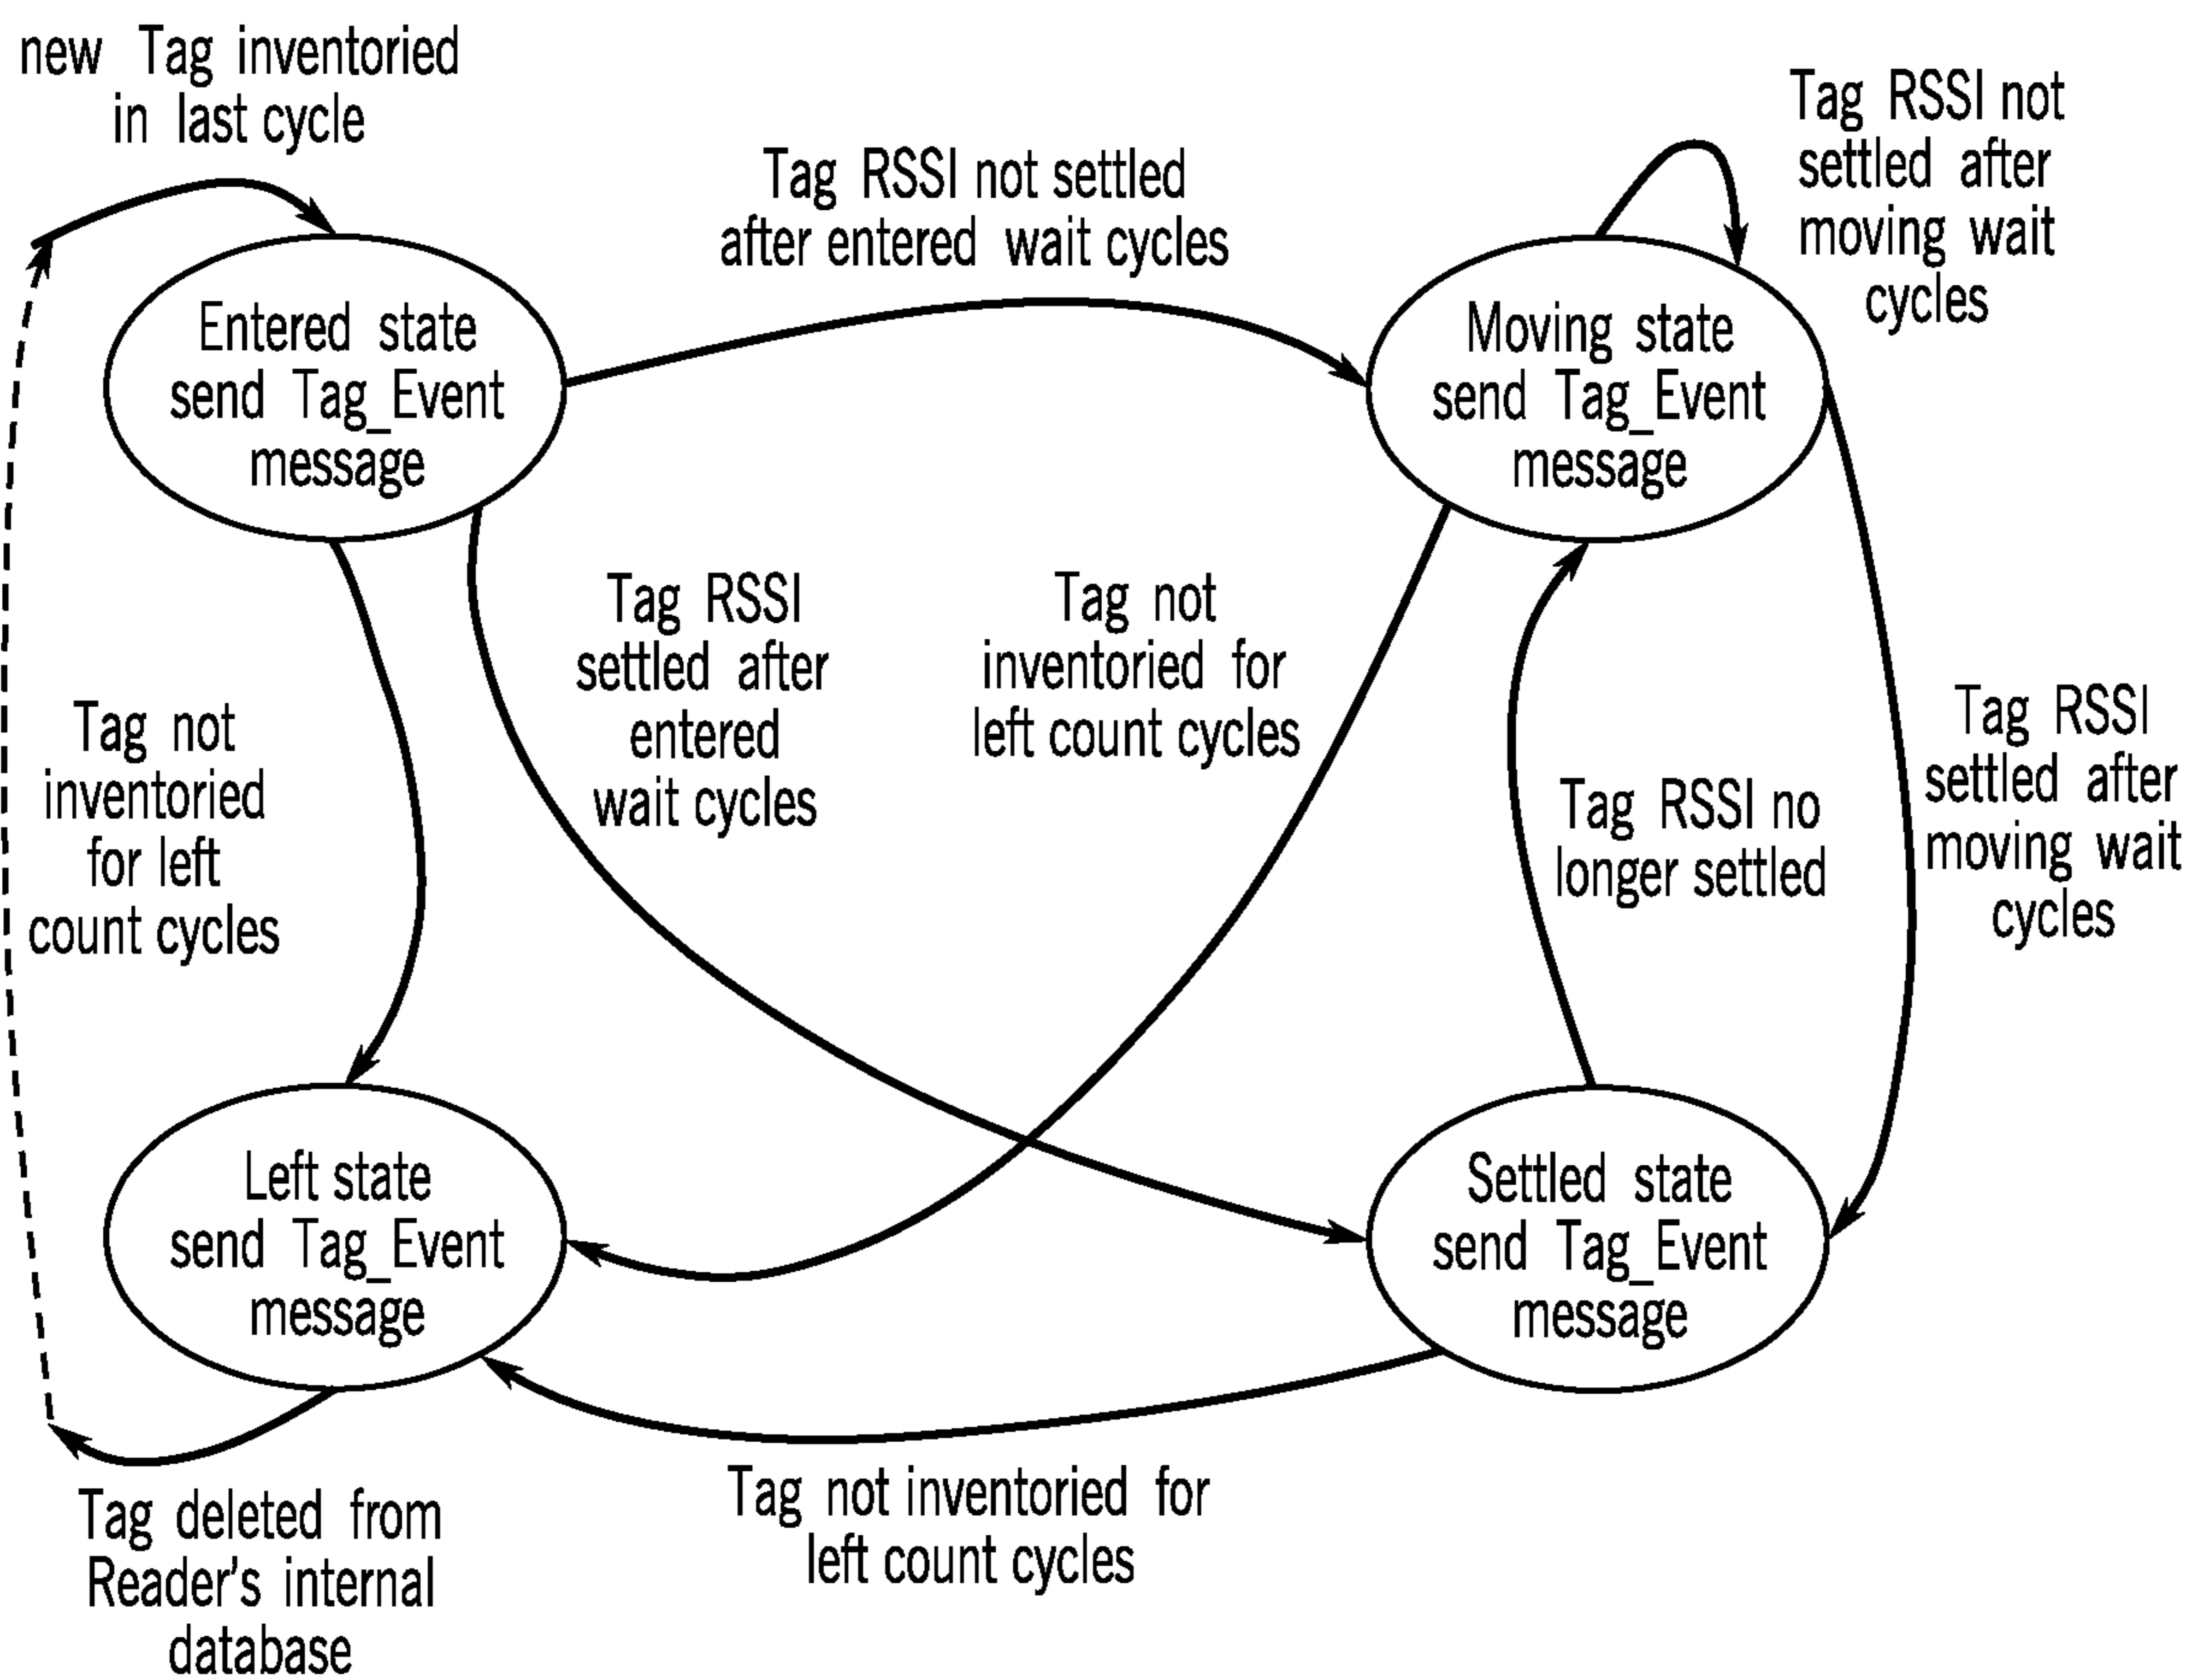 new Tag inventoried
in last cycle
Tag RSSI not settled
after entered wait cycles
Tag RSSI not
settled after
moving wait
cycles
Entered state
send Tag_Event
message
Moving state
send Tag_Event
message
Tag not
inventoried
for left
count cycles
Tag RSSI
settled after
entered
wait cycles
Tag not
inventoried for
left count cycles
Tag RSSI no
longer settled
Tag RSSI
settled after
moving wait
cycles
Left state
send Tag_Event
message
Settled state
send Tag_Event
message
Tag deleted from
Reader's internal
database
Tag not inventoried for
left count cycles